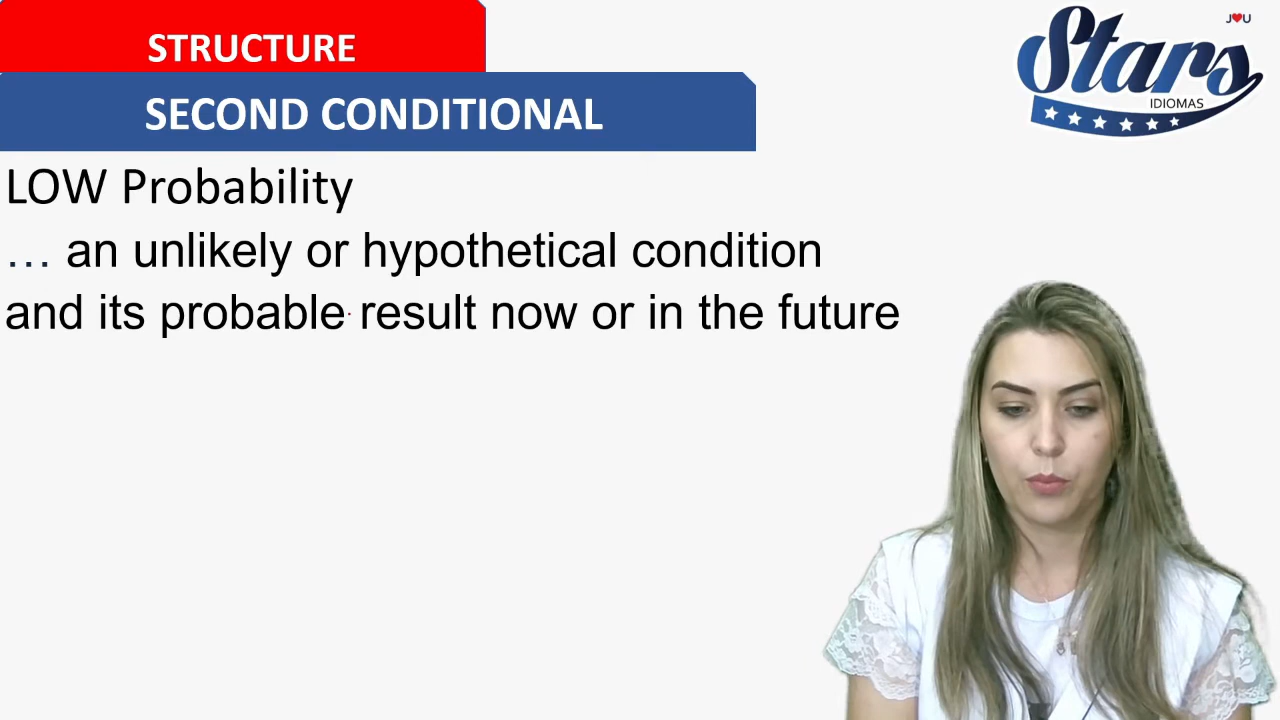 STRUCTURE
SECOND CONDITIONAL
J♥U
Stars
IDIOMAS
LOW Probability
… an unlikely or hypothetical condition
and its probable result now or in the future